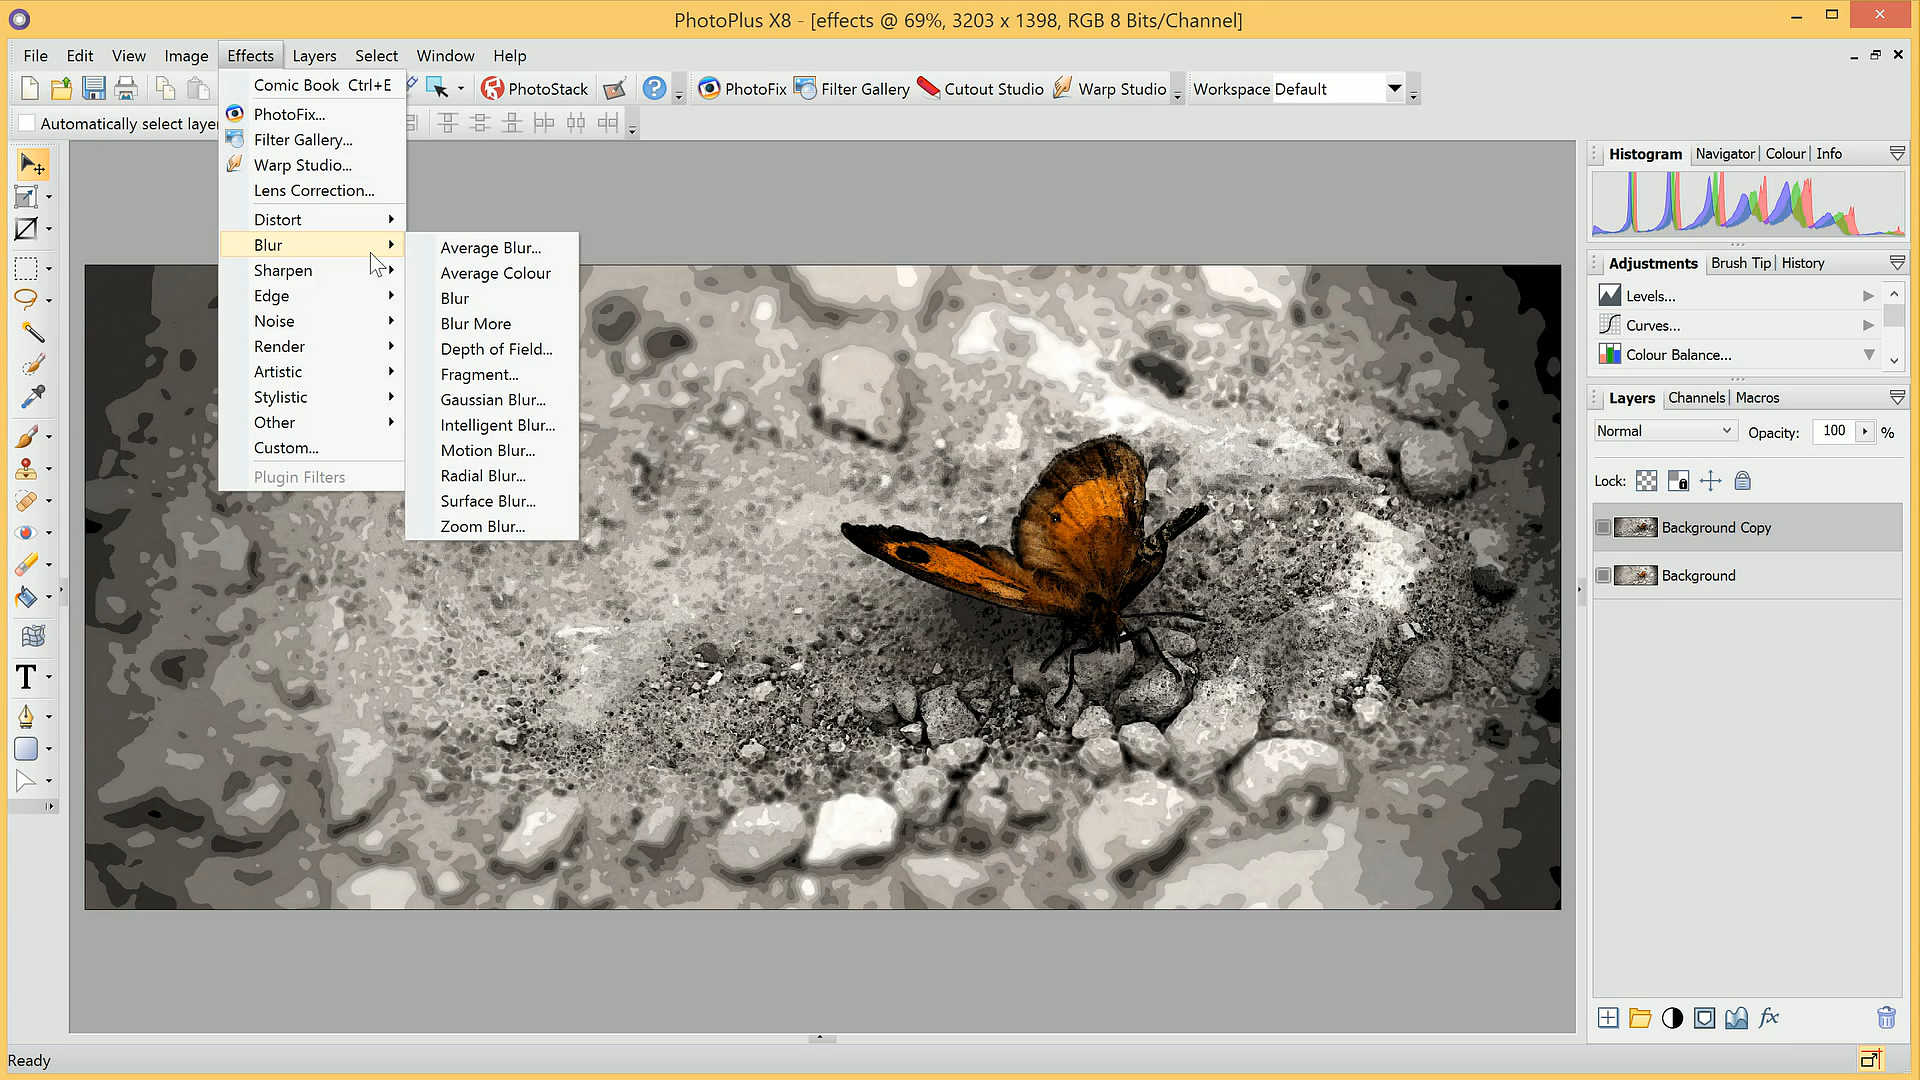 PhotoPlus X8 - [effects @ 69%, 3203 x 1398, RGB 8 Bits/Channel]
File Edit View Image Effects Layers Select Window Help
PhotoStack PhotoFix Filter Gallery Cutout Studio Warp Studio Workspace Default
Automatically select layer
Comic Book Ctrl+E
PhotoFix...
Filter Gallery...
Warp Studio...
Lens Correction...
Distort
Blur
Sharpen
Edge
Noise
Render
Artistic
Stylistic
Other
Custom...
Plugin Filters
Average Blur...
Average Colour
Blur
Blur More
Depth of Field...
Fragment...
Gaussian Blur...
Intelligent Blur...
Motion Blur...
Radial Blur...
Surface Blur...
Zoom Blur...
T
Histogram Navigator Colour Info
Adjustments Brush Tip History
Levels...
Curves...
Colour Balance...
Layers Channels Macros
Normal Opacity: 100 %
Lock:
Background Copy
Background
fx
Ready